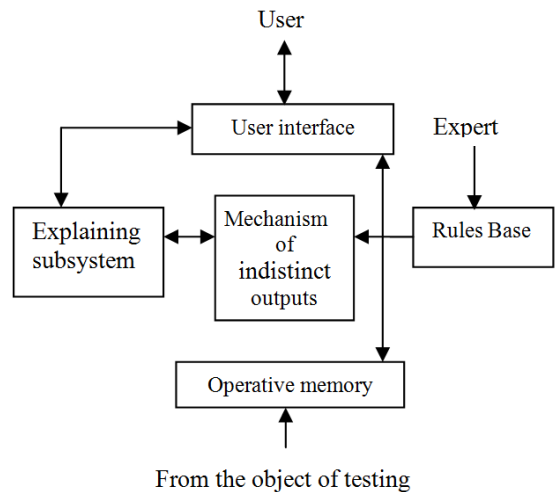 User
User interface
Expert
Explaining
subsystem
Mechanism
of
indistinct
outputs
Rules Base
Operative memory
From the object of testing